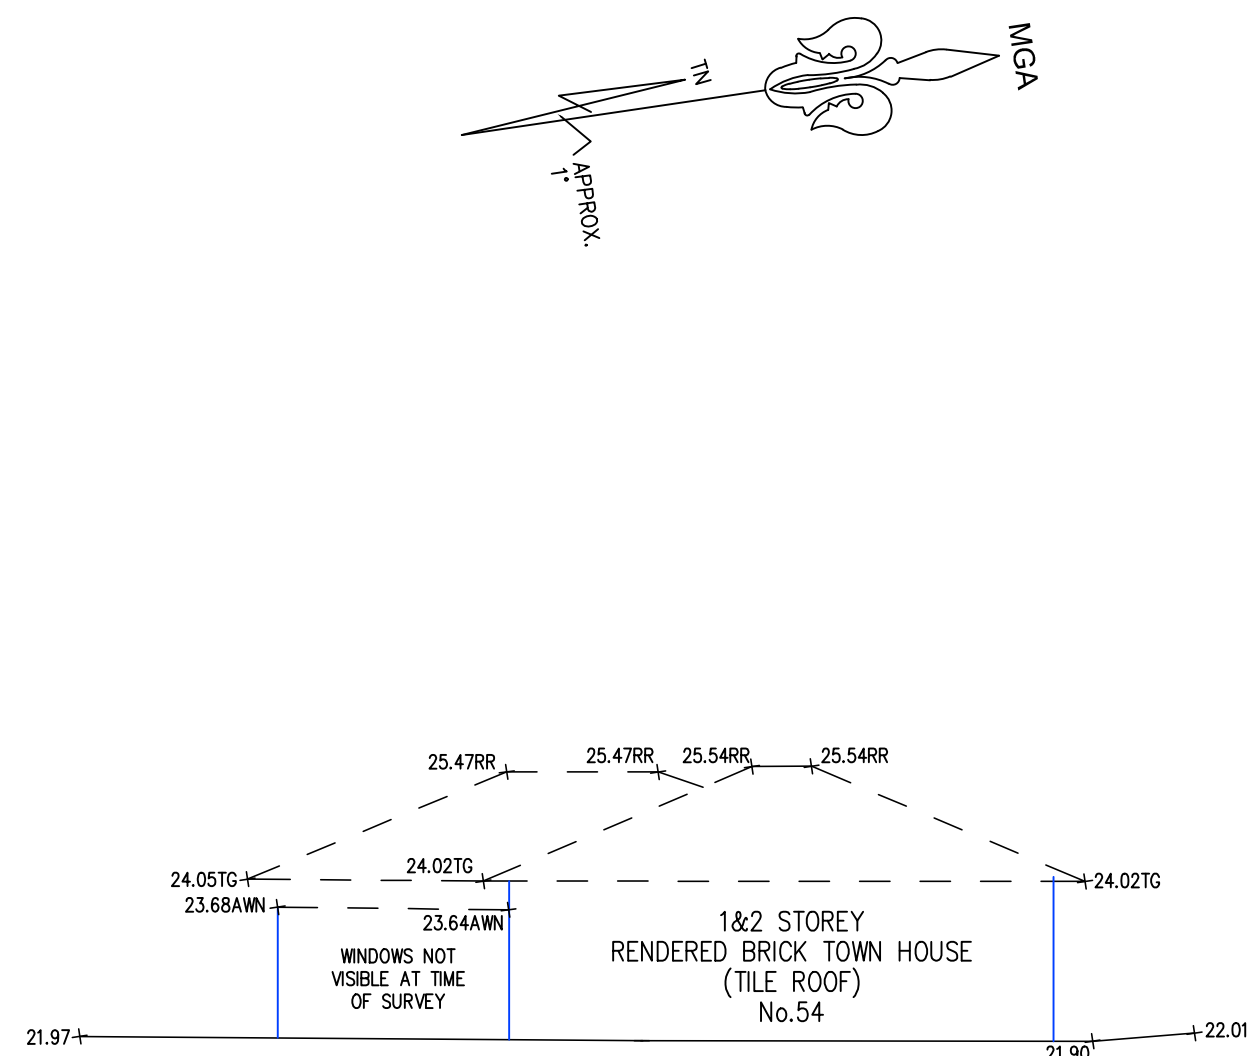 MGA
TN
APPROX.
1°
25.47RR
25.47RR
25.54RR
25.54RR
24.05TG
24.02TG
24.02TG
23.68AWN
23.64AWN
1&2 STOREY
RENDERED BRICK TOWN HOUSE
(TILE ROOF)
No.54
WINDOWS NOT
VISIBLE AT TIME
OF SURVEY
21.97
21.90
22.01